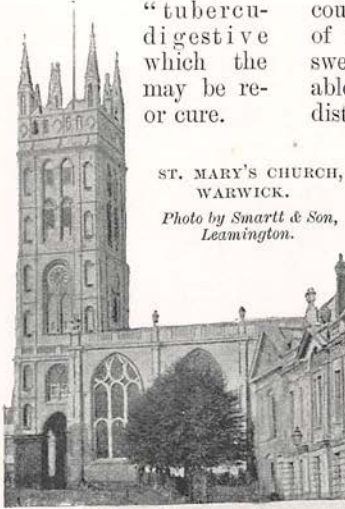 “tubercu-
digestive
which the
may be re-
or cure.
cou
of
swe
able
dist
ST. MARY'S CHURCH,
WARWICK.
Photo by Smartt & Son,
Leamington.